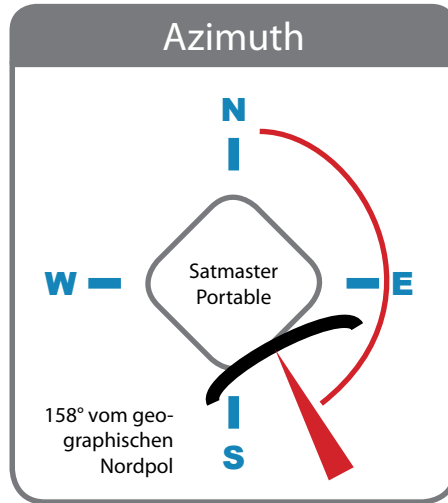 Azimuth
N
Satmaster
Portable
W
E
158° vom geo-
graphischen
Nordpol
S